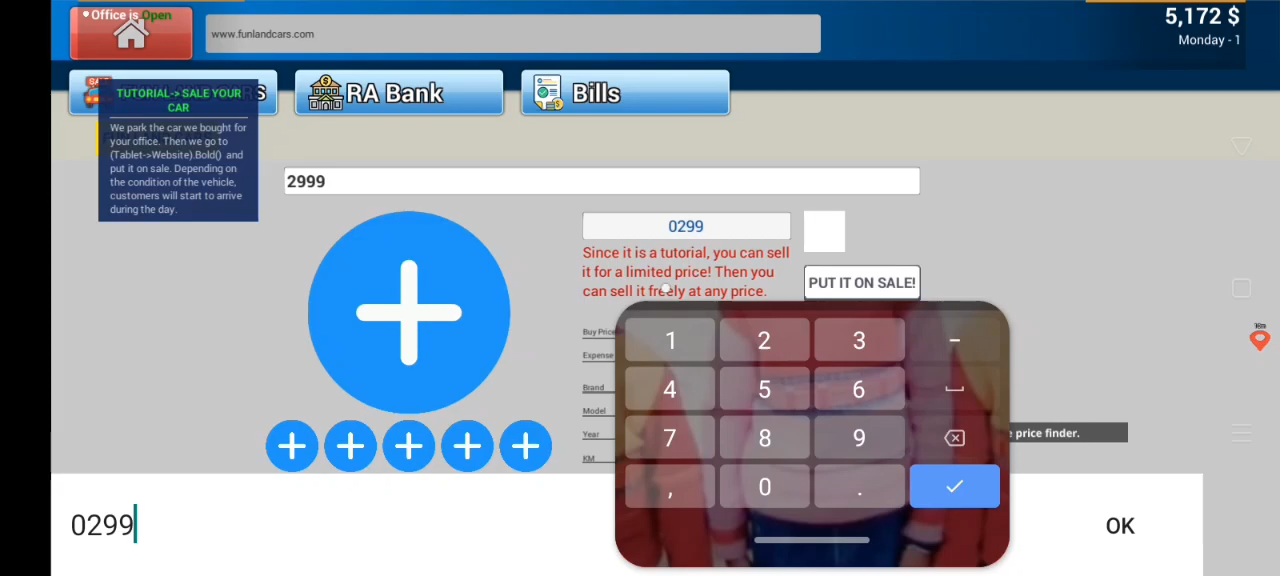 Office is Open
www.funlandcars.com
5,172 $
Monday - 1
S
RA Bank
Bills
TUTORIAL-> SALE YOUR
CAR
We park the car we bought for
your office. Then we go to
(Tablet->Website).Bold() and
put it on sale. Depending on
the condition of the vehicle,
customers will start to arrive
during the day.
2999
0299
Since it is a tutorial, you can sell
it for a limited price! Then you
can sell it freely at any price.
PUT IT ON SALE!
Buy Price
Expense
Brand
Model
Year
KM
1 2 3 -
4 5 6
7 8 9
, 0 .
price finder.
0299
OK